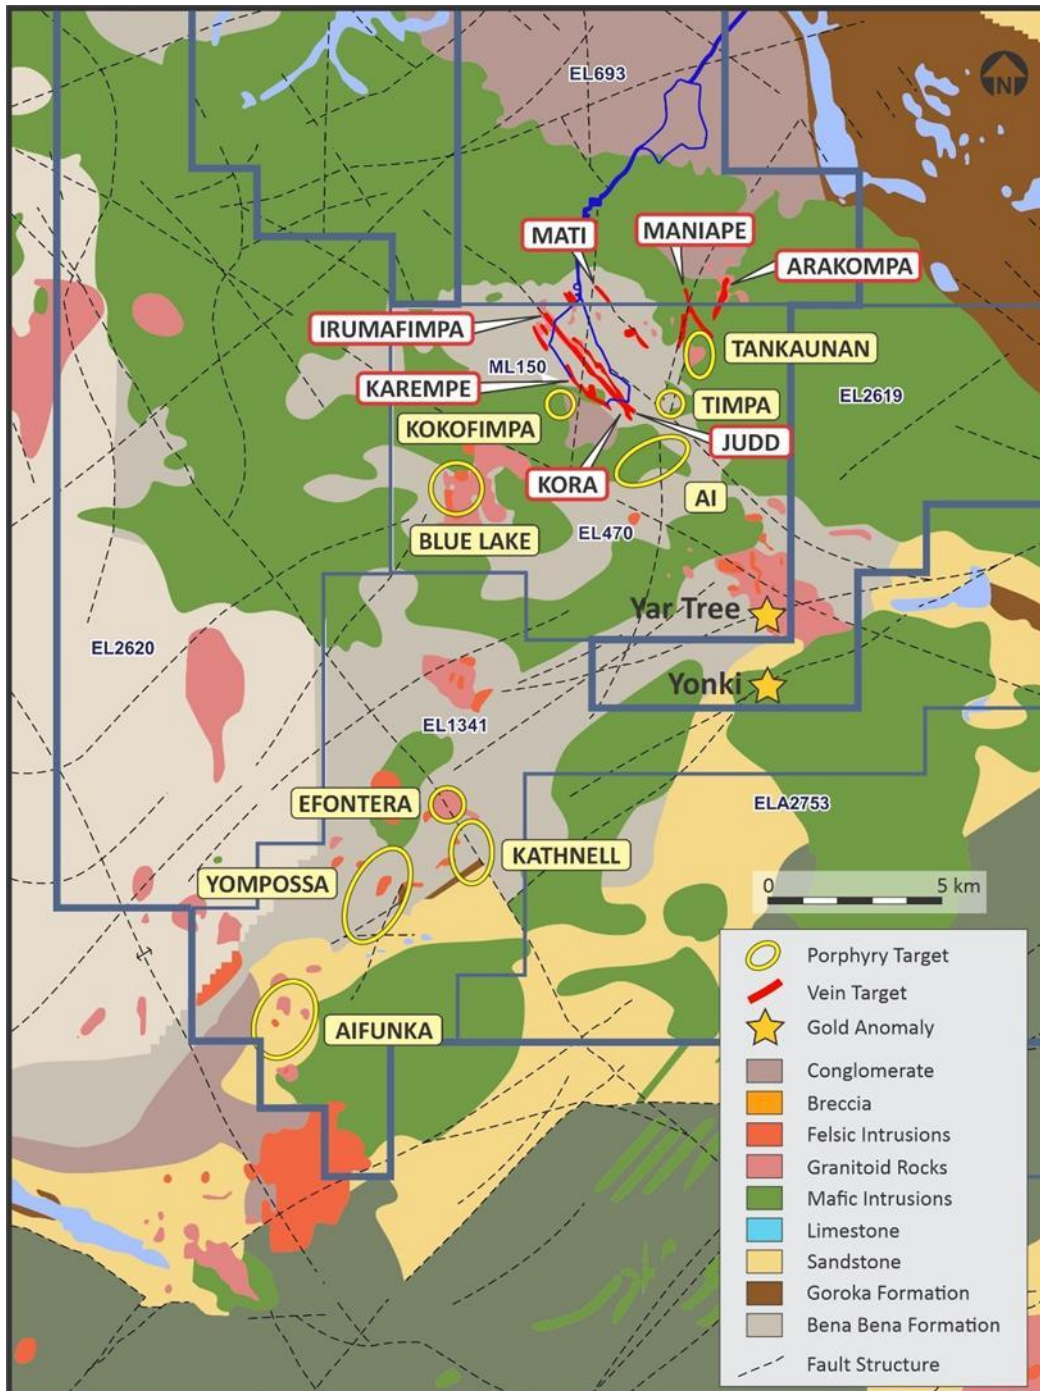 EL693
N
MATI
MANIAPE
ARAKOMPA
IRUMAFIMPA
TANKAUNAN
ML150
KAREMPE
EL2619
TIMPA
KOKOFIMPA
JUDD
KORA
AI
BLUE LAKE
EL470
Yar Tree
EL2620
Yonki
EL1341
EFONTERA
ELA2753
KATHNELL
YOMPOSSA
0 5 km
AIFUNKA
Porphyry Target
Vein Target
Gold Anomaly
Conglomerate
Breccia
Felsic Intrusions
Granitoid Rocks
Mafic Intrusions
Limestone
Sandstone
Goroka Formation
Bena Bena Formation
Fault Structure